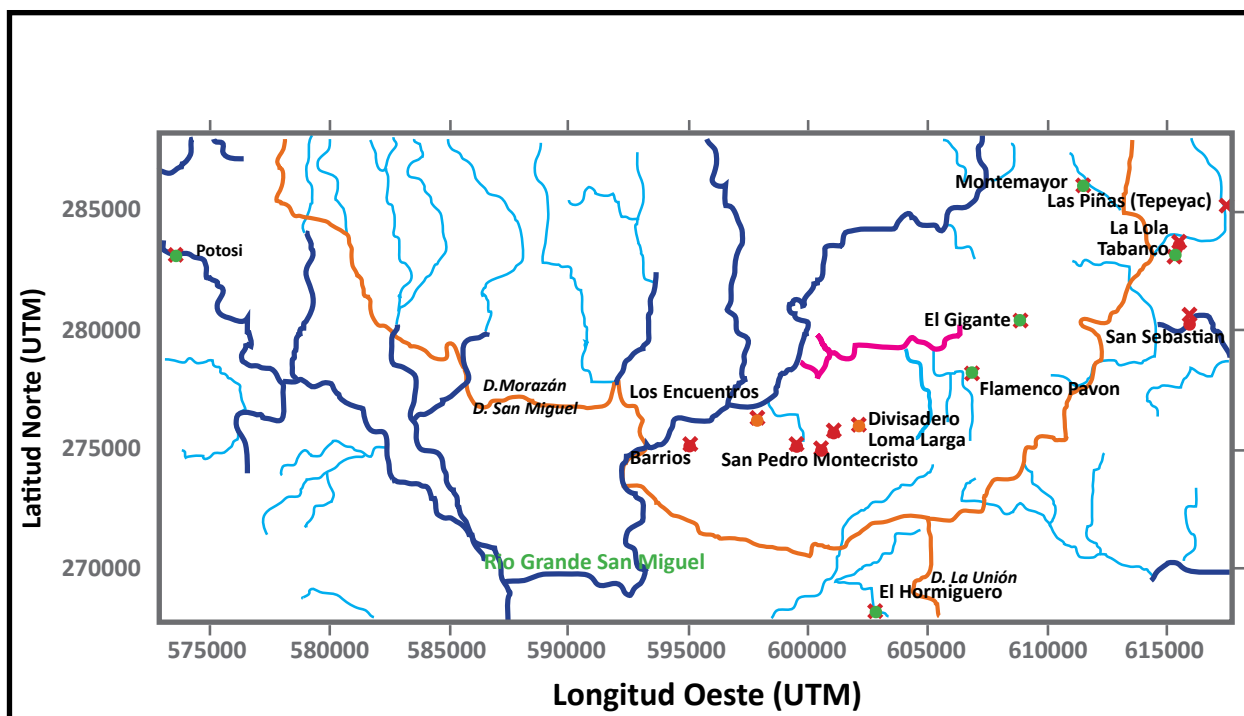 Latitud Norte (UTM)
285000
280000
275000
270000
Montemayor
Las Piñas (Tepeyac)
La Lola
Tabanco
Potosi
El Gigante
San Sebastian
Flamenco Pavon
D.Morazán
D. San Miguel
Los Encuentros
Divisadero
Loma Larga
Barrios
San Pedro Montecristo
Rio Grande San Miguel
D. La Unión
El Hormiguero
575000
580000
585000
590000
595000
600000
605000
610000
615000
Longitud Oeste (UTM)